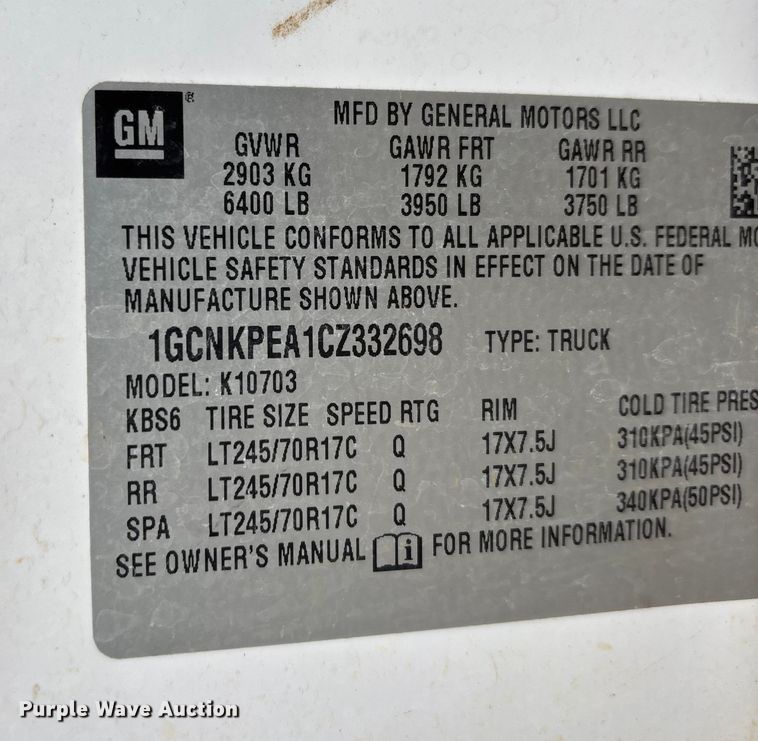 GM ®
MFD BY GENERAL MOTORS LLC
GVWR GAWR FRT GAWR RR
2903 KG 1792 KG 1701 KG
6400 LB 3950 LB 3750 LB
THIS VEHICLE CONFORMS TO ALL APPLICABLE U.S. FEDERAL MO
VEHICLE SAFETY STANDARDS IN EFFECT ON THE DATE OF
MANUFACTURE SHOWN ABOVE.
1GCNKPEA1CZ332698 TYPE: TRUCK
MODEL: K10703
KBS6 TIRE SIZE SPEED RTG RIM COLD TIRE PRES
FRT LT245/70R17C Q 17X7.5J 310KPA(45PSI)
RR LT245/70R17C Q 17X7.5J 310KPA(45PSI)
SPA LT245/70R17C Q 17X7.5J 340KPA(50PSI)
SEE OWNER'S MANUAL i FOR MORE INFORMATION.
Purple Wave Auction